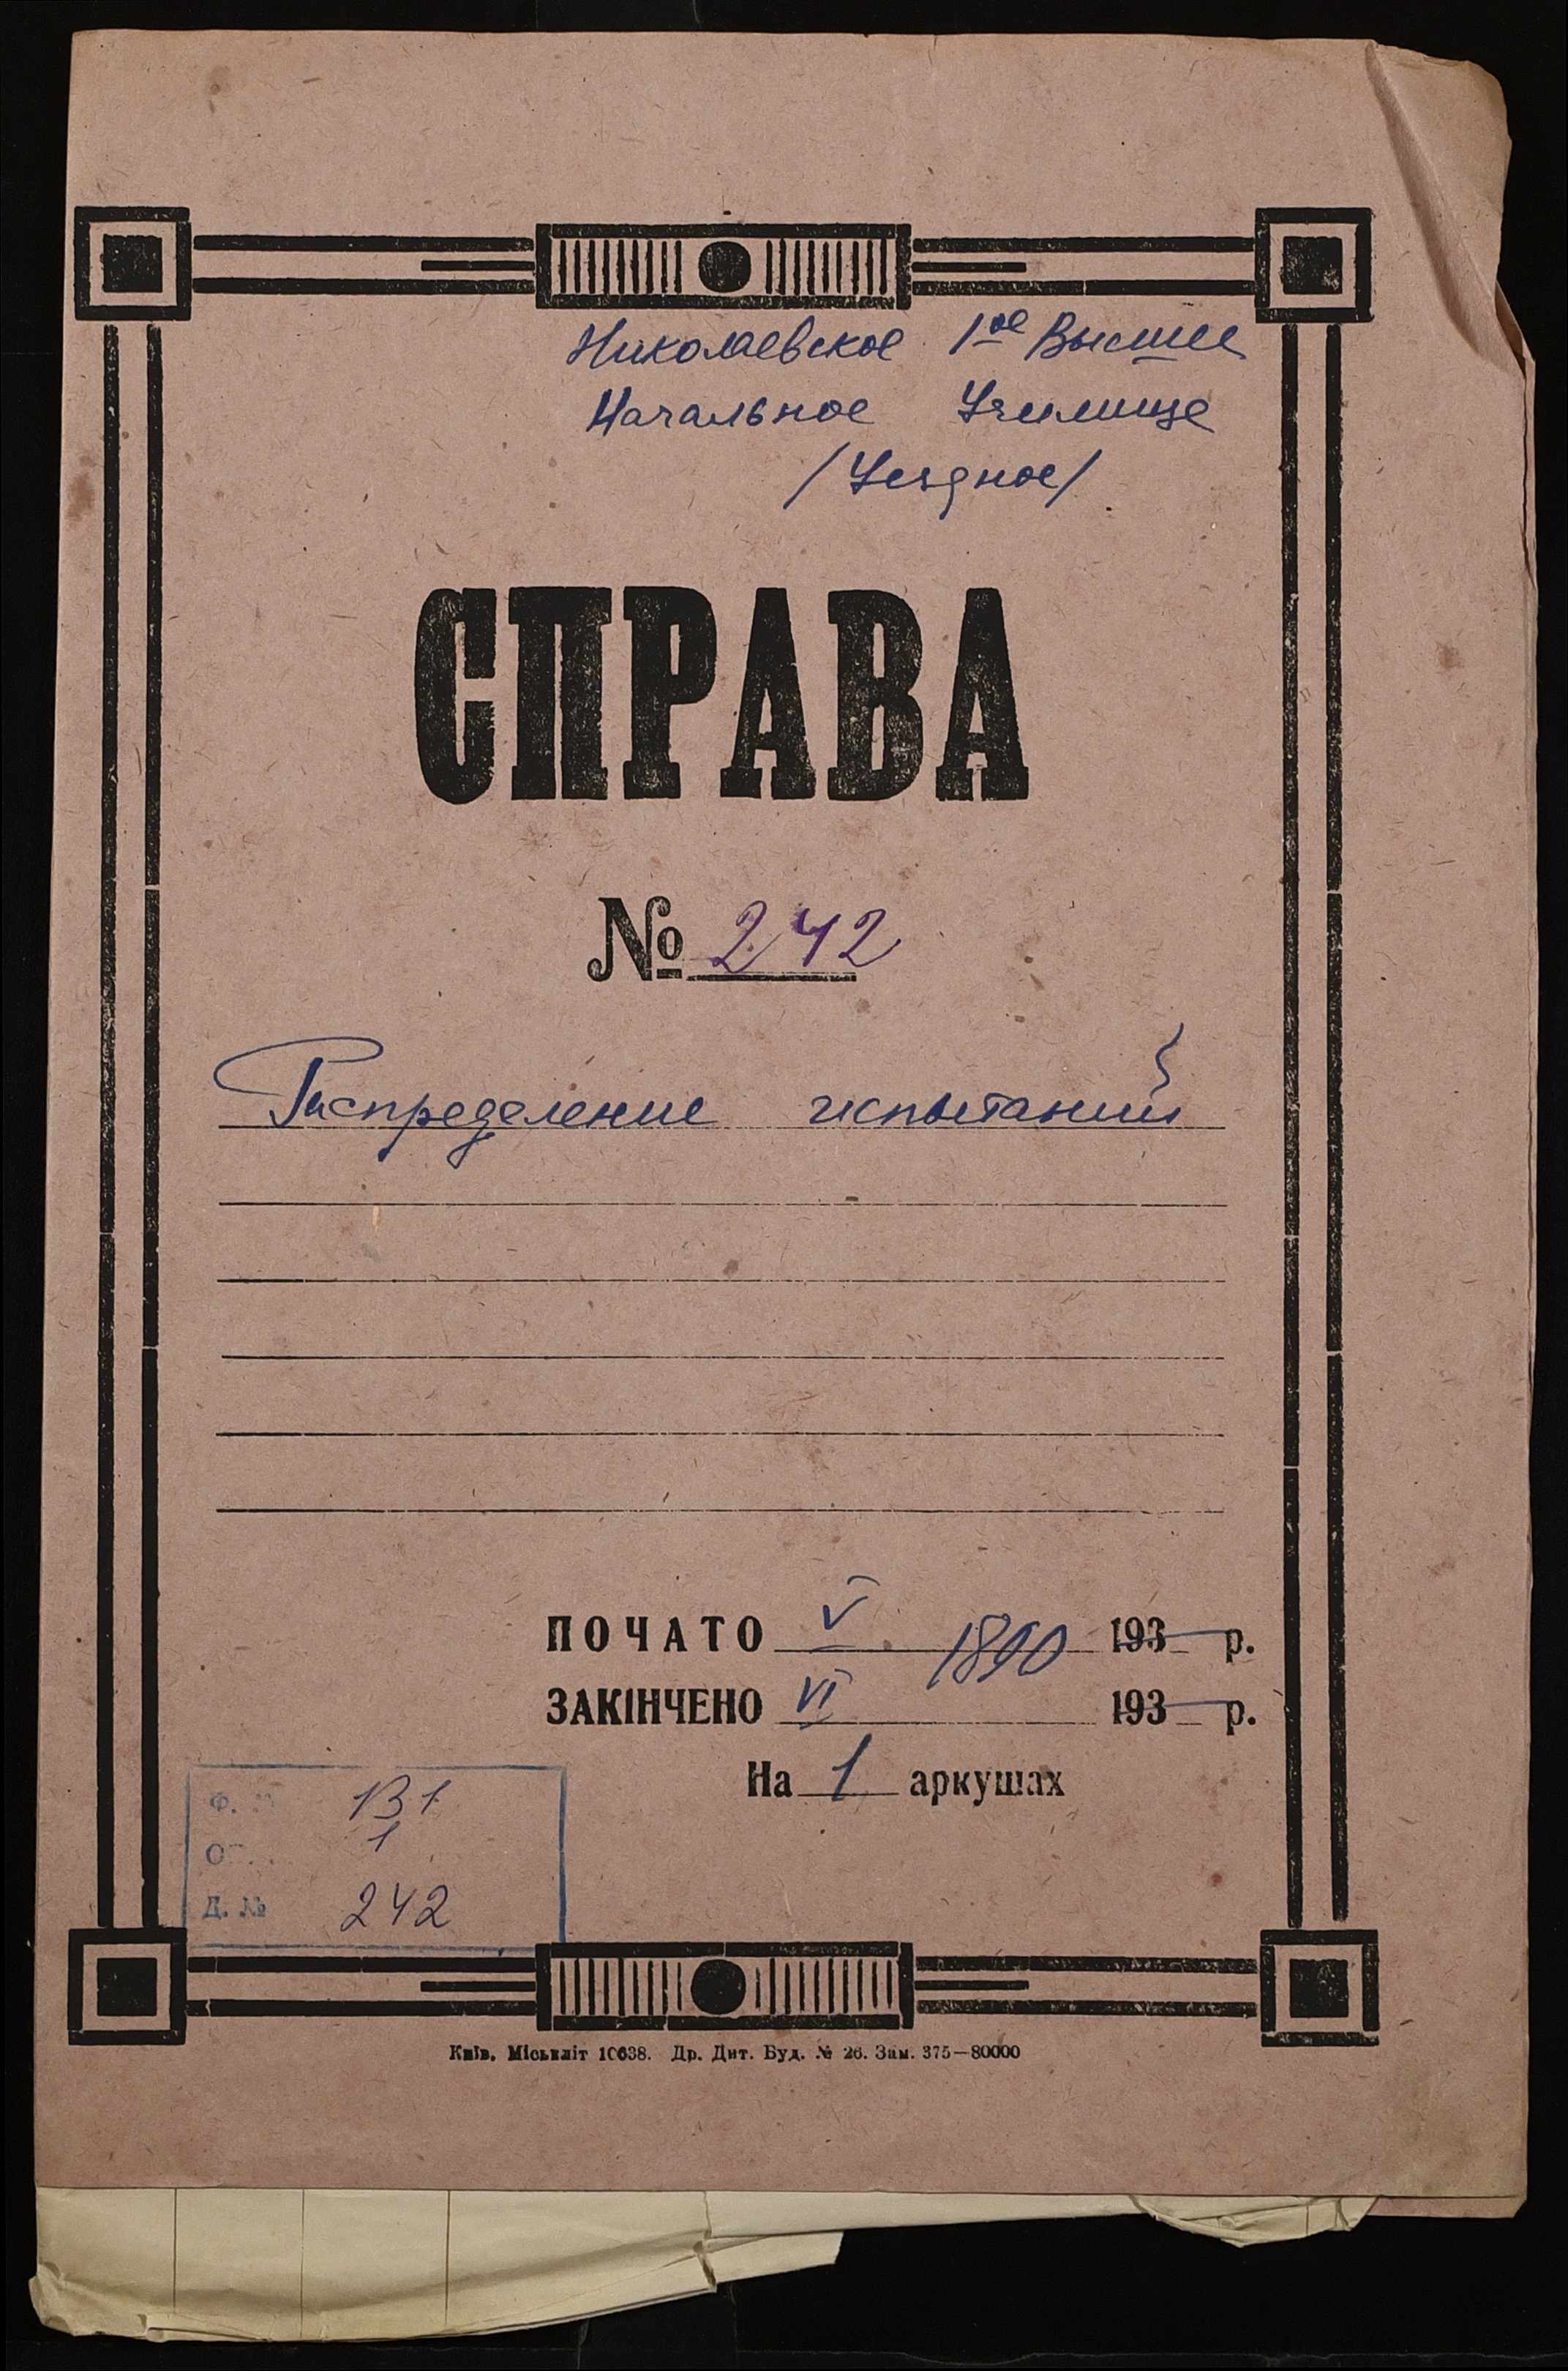 Николаевское 1ое Высшее
Начальное Училище
/Уездное/
СПРАВА
№ 242
Распределение испытаний
ПОЧАТО V 1890 193 р.
ЗАКІНЧЕНО VI 193 р.
На 1 аркушах
Ф. 131
ОП. 1
Д. № 242
Київ. Міськліт 10638. Др. Дит. Буд. № 26. Зам. 375—80000